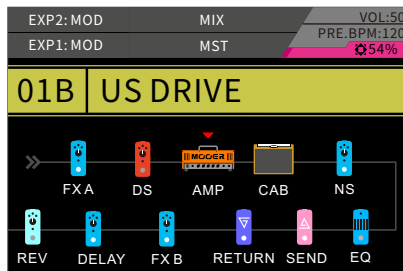 EXP2: MOD MIX VOL:50
EXP1: MOD MST PRE.BPM:120
54%
01B US DRIVE
MOOER
FX A DS AMP CAB NS
REV DELAY FX B RETURN SEND EQ